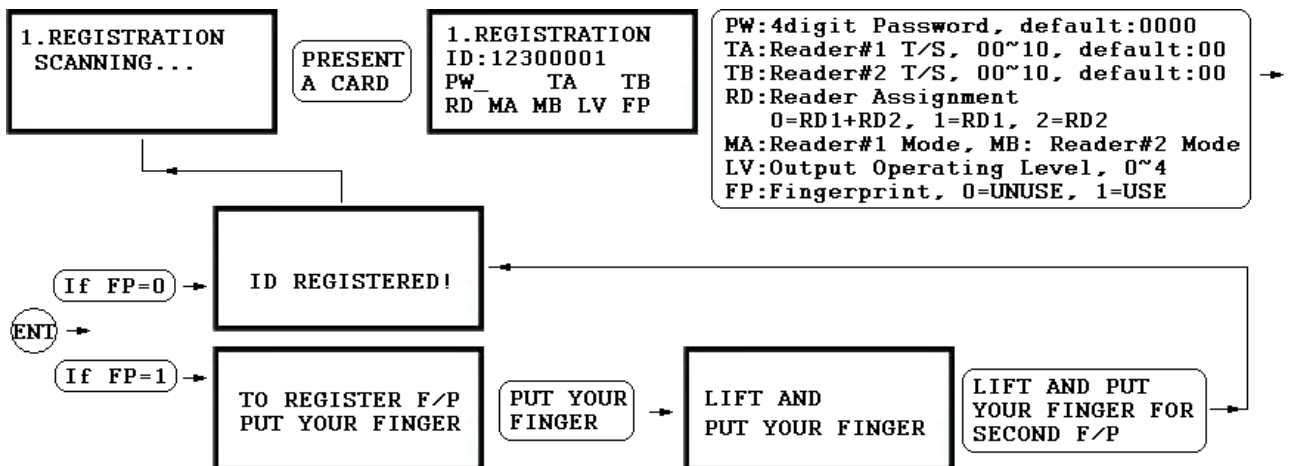 1.REGISTRATION
SCANNING...
PRESENT
A CARD
1.REGISTRATION
ID:12300001
PW_ TA TB
RD MA MB LV FP
PW:4digit Password, default:0000
TA:Reader#1 T/S, 00~10, default:00
TB:Reader#2 T/S, 00~10, default:00
RD:Reader Assignment
0=RD1+RD2, 1=RD1, 2=RD2
MA:Reader#1 Mode, MB: Reader#2 Mode
LV:Output Operating Level, 0~4
FP:Fingerprint, 0=UNUSE, 1=USE
If FP=0
ID REGISTERED!
ENT
If FP=1
TO REGISTER F/P
PUT YOUR FINGER
PUT YOUR
FINGER
LIFT AND
PUT YOUR FINGER
LIFT AND PUT
YOUR FINGER FOR
SECOND F/P